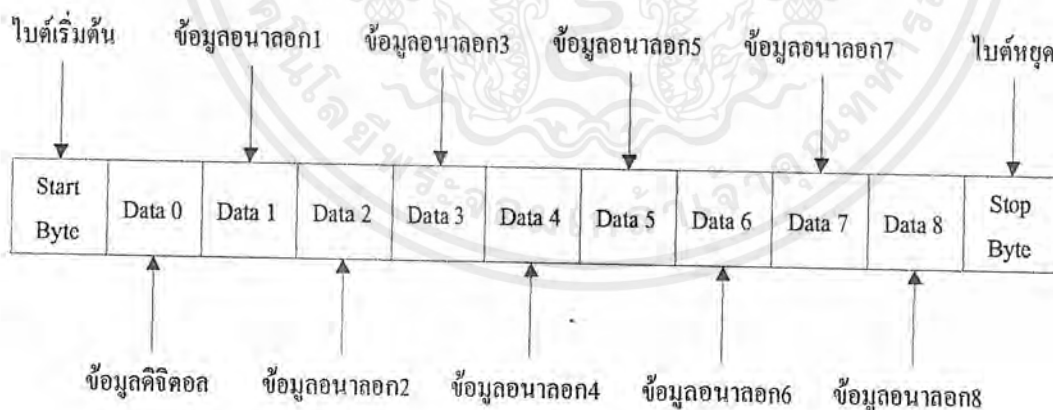 ไบต์เริ่มต้น ข้อมูลอนาลอก1 ข้อมูลอนาลอก3 ข้อมูลอนาลอก5 ข้อมูลอนาลอก7 ไบต์หยุด
Start Byte
Data 0
Data 1
Data 2
Data 3
Data 4
Data 5
Data 6
Data 7
Data 8
Stop Byte
ข้อมูลดิจิตอล ข้อมูลอนาลอก2 ข้อมูลอนาลอก4 ข้อมูลอนาลอก6 ข้อมูลอนาลอก8